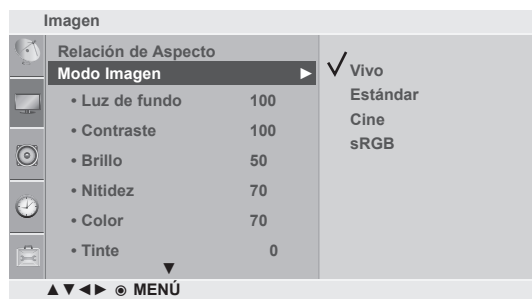 Imagen
Relación de Aspecto
Modo Imagen ►
• Luz de fundo 100
• Contraste 100
• Brillo 50
• Nitidez 70
• Color 70
• Tinte 0
▼
✓ Vivo
Estándar
Cine
sRGB
▲▼◄► ◉ MENÚ